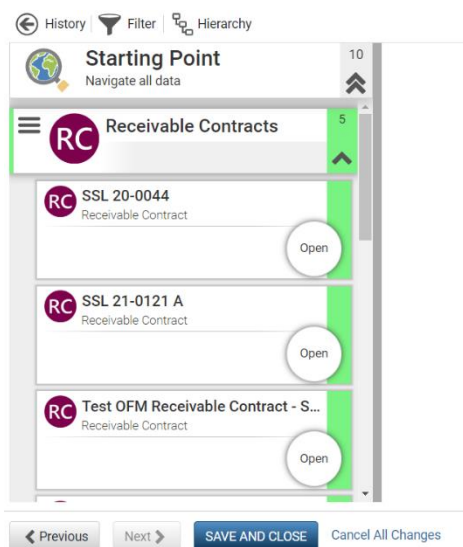 History Filter Hierarchy
Starting Point 10
Navigate all data
RC Receivable Contracts 5
RC SSL 20-0044
Receivable Contract
Open
RC SSL 21-0121 A
Receivable Contract
Open
RC Test OFM Receivable Contract - S...
Receivable Contract
Open
Previous Next SAVE AND CLOSE Cancel All Changes